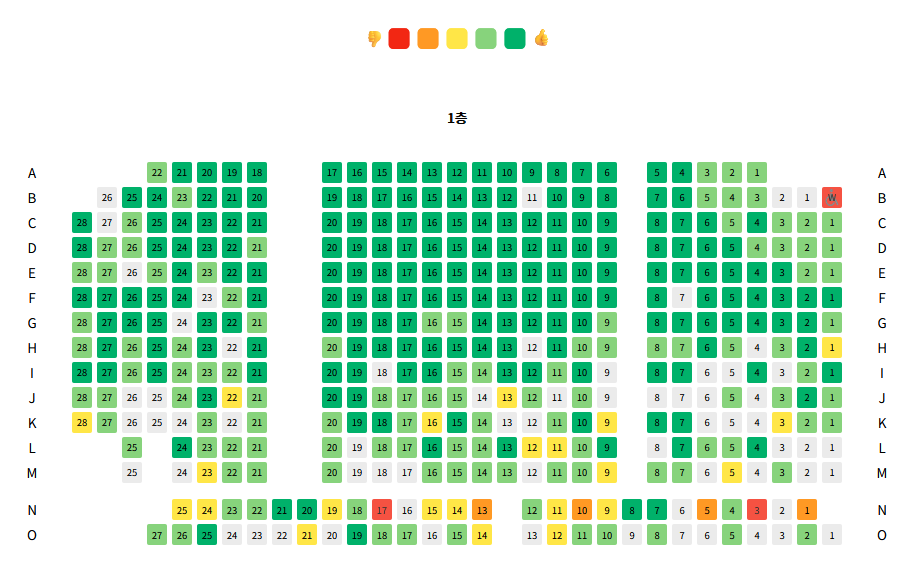 1층
A 22 21 20 19 18 17 16 15 14 13 12 11 10 9 8 7 6 5 4 3 2 1 A
B 26 25 24 23 22 21 20 19 18 17 16 15 14 13 12 11 10 9 8 7 6 5 4 3 2 1 W B
C 28 27 26 25 24 23 22 21 20 19 18 17 16 15 14 13 12 11 10 9 8 7 6 5 4 3 2 1 C
D 28 27 26 25 24 23 22 21 20 19 18 17 16 15 14 13 12 11 10 9 8 7 6 5 4 3 2 1 D
E 28 27 26 25 24 23 22 21 20 19 18 17 16 15 14 13 12 11 10 9 8 7 6 5 4 3 2 1 E
F 28 27 26 25 24 23 22 21 20 19 18 17 16 15 14 13 12 11 10 9 8 7 6 5 4 3 2 1 F
G 28 27 26 25 24 23 22 21 20 19 18 17 16 15 14 13 12 11 10 9 8 7 6 5 4 3 2 1 G
H 28 27 26 25 24 23 22 21 20 19 18 17 16 15 14 13 12 11 10 9 8 7 6 5 4 3 2 1 H
I 28 27 26 25 24 23 22 21 20 19 18 17 16 15 14 13 12 11 10 9 8 7 6 5 4 3 2 1 I
J 28 27 26 25 24 23 22 21 20 19 18 17 16 15 14 13 12 11 10 9 8 7 6 5 4 3 2 1 J
K 28 27 26 25 24 23 22 21 20 19 18 17 16 15 14 13 12 11 10 9 8 7 6 5 4 3 2 1 K
L 25 24 23 22 21 20 19 18 17 16 15 14 13 12 11 10 9 8 7 6 5 4 3 2 1 L
M 25 24 23 22 21 20 19 18 17 16 15 14 13 12 11 10 9 8 7 6 5 4 3 2 1 M
N 25 24 23 22 21 20 19 18 17 16 15 14 13 12 11 10 9 8 7 6 5 4 3 2 1 N
O 27 26 25 24 23 22 21 20 19 18 17 16 15 14 13 12 11 10 9 8 7 6 5 4 3 2 1 O